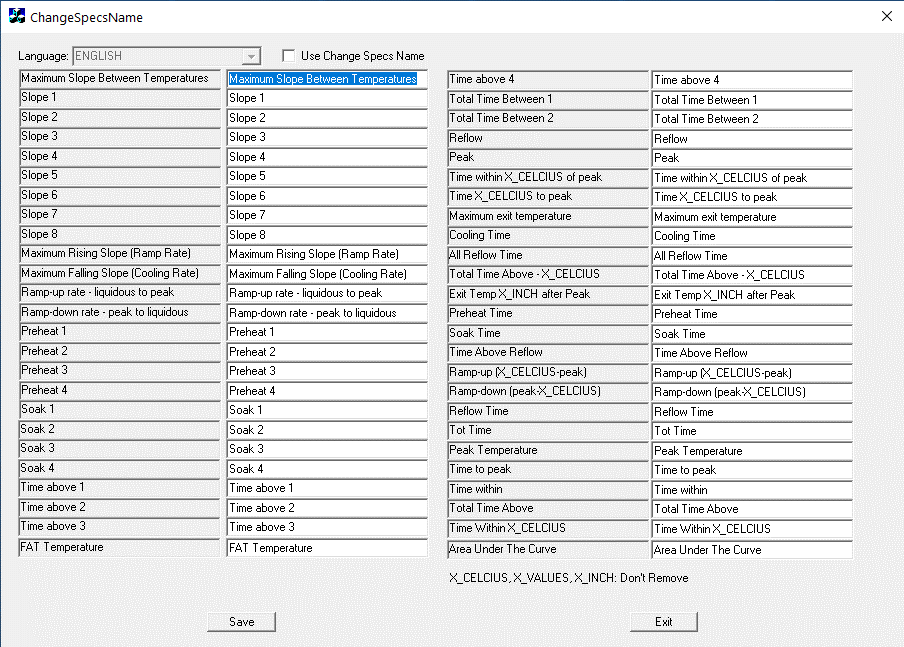 ChangeSpecsName
Language: ENGLISH Use Change Specs Name
Maximum Slope Between Temperatures Maximum Slope Between Temperatures
Slope 1 Slope 1
Slope 2 Slope 2
Slope 3 Slope 3
Slope 4 Slope 4
Slope 5 Slope 5
Slope 6 Slope 6
Slope 7 Slope 7
Slope 8 Slope 8
Maximum Rising Slope (Ramp Rate) Maximum Rising Slope (Ramp Rate)
Maximum Falling Slope (Cooling Rate) Maximum Falling Slope (Cooling Rate)
Ramp-up rate - liquidous to peak Ramp-up rate - liquidous to peak
Ramp-down rate - peak to liquidous Ramp-down rate - peak to liquidous
Preheat 1 Preheat 1
Preheat 2 Preheat 2
Preheat 3 Preheat 3
Preheat 4 Preheat 4
Soak 1 Soak 1
Soak 2 Soak 2
Soak 3 Soak 3
Soak 4 Soak 4
Time above 1 Time above 1
Time above 2 Time above 2
Time above 3 Time above 3
FAT Temperature FAT Temperature
Time above 4 Time above 4
Total Time Between 1 Total Time Between 1
Total Time Between 2 Total Time Between 2
Reflow Reflow
Peak Peak
Time within X_CELCIUS of peak Time within X_CELCIUS of peak
Time X_CELCIUS to peak Time X_CELCIUS to peak
Maximum exit temperature Maximum exit temperature
Cooling Time Cooling Time
All Reflow Time All Reflow Time
Total Time Above - X_CELCIUS Total Time Above - X_CELCIUS
Exit Temp X_INCH after Peak Exit Temp X_INCH after Peak
Preheat Time Preheat Time
Soak Time Soak Time
Time Above Reflow Time Above Reflow
Ramp-up (X_CELCIUS-peak) Ramp-up (X_CELCIUS-peak)
Ramp-down (peak-X_CELCIUS) Ramp-down (peak-X_CELCIUS)
Reflow Time Reflow Time
Tot Time Tot Time
Peak Temperature Peak Temperature
Time to peak Time to peak
Time within Time within
Total Time Above Total Time Above
Time Within X_CELCIUS Time Within X_CELCIUS
Area Under The Curve Area Under The Curve
X_CELCIUS, X_VALUES, X_INCH: Don't Remove
Save Exit